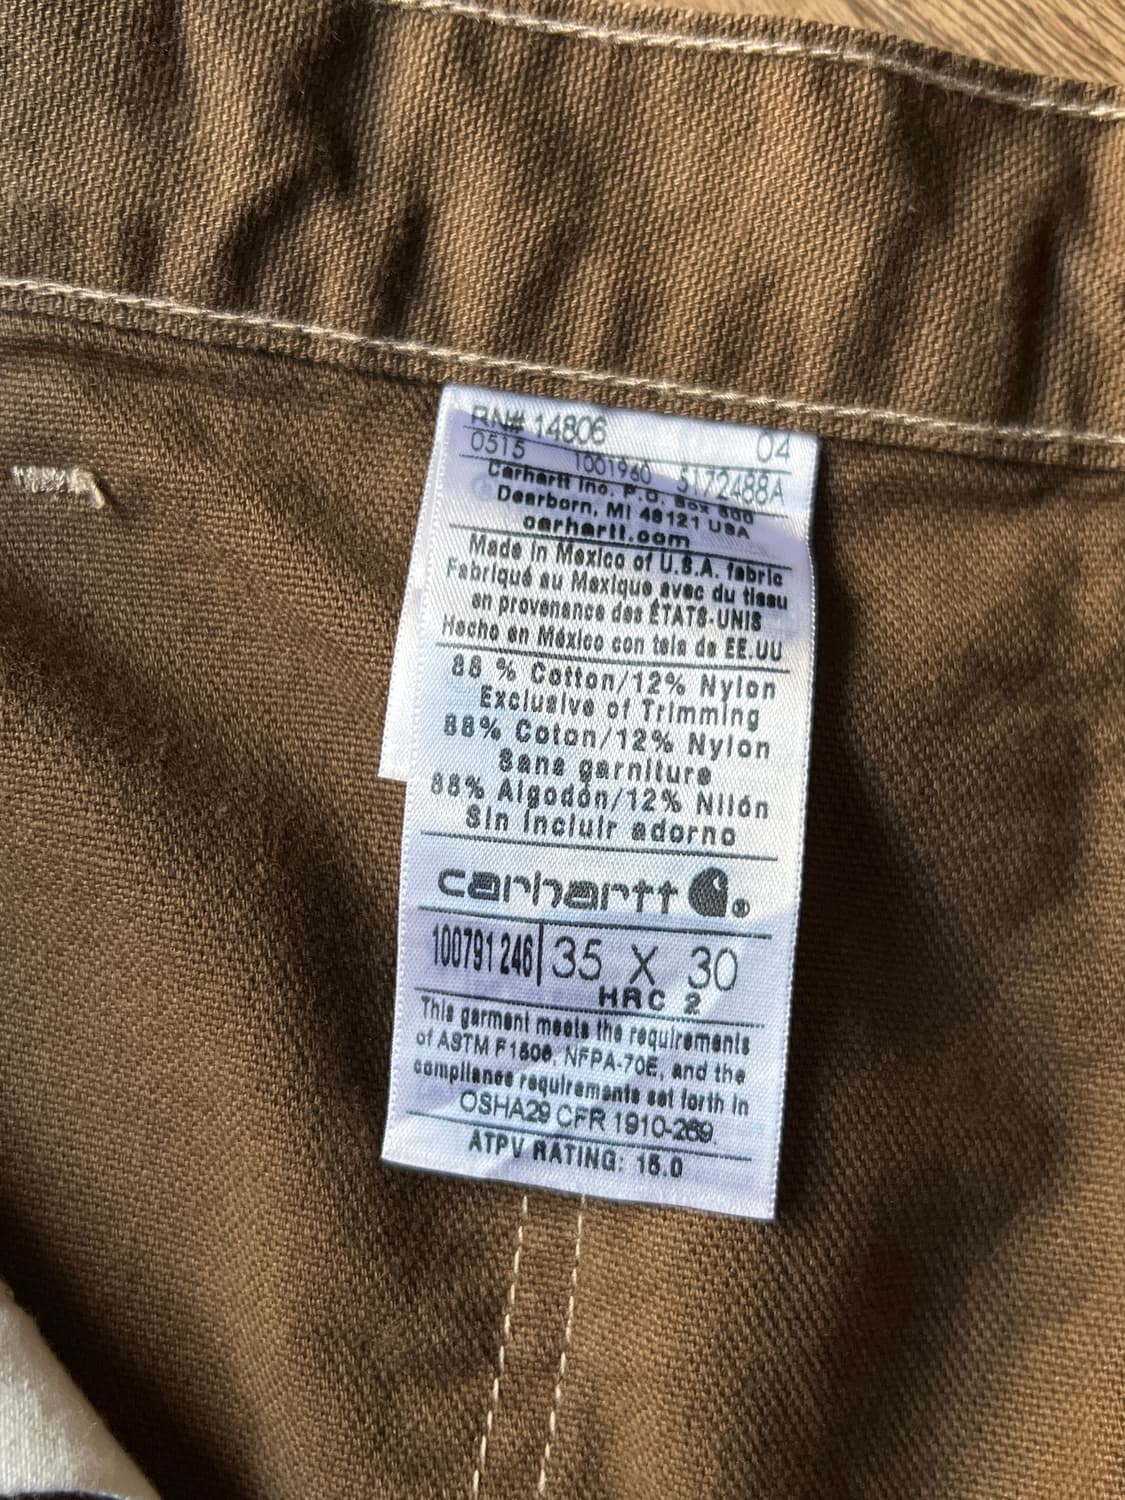 RN# 14806 04
0515 1001960 5172488A
Carhartt Inc. P.O. Box 600
Dearborn, MI 48121 USA
carhartt.com
Made in Mexico of U.S.A. fabric
Fabriqué au Mexique avec du tissu
en provenance des ÉTATS-UNIS
Hecho en México con tela de EE.UU
88 % Cotton/12% Nylon
Exclusive of Trimming
88% Coton/12% Nylon
Sans garniture
88% Algodón/12% Nilón
Sin incluir adorno
carhartt ®
100791 246 35 X 30
HRC 2
This garment meets the requirements
of ASTM F1506, NFPA-70E, and the
compliance requirements set forth in
OSHA29 CFR 1910-269.
ATPV RATING: 15.0